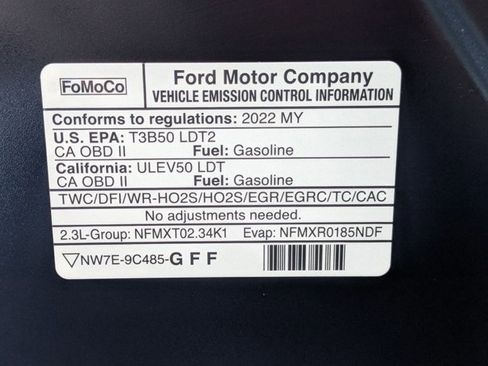 FoMoCo
Ford Motor Company
VEHICLE EMISSION CONTROL INFORMATION
Conforms to regulations: 2022 MY
U.S. EPA: T3B50 LDT2
CA OBD II Fuel: Gasoline
California: ULEV50 LDT
CA OBD II Fuel: Gasoline
TWC/DFI/WR-HO2S/HO2S/EGR/EGRC/TC/CAC
No adjustments needed.
2.3L-Group: NFMXT02.34K1 Evap: NFMXR0185NDF
NW7E-9C485-GFF